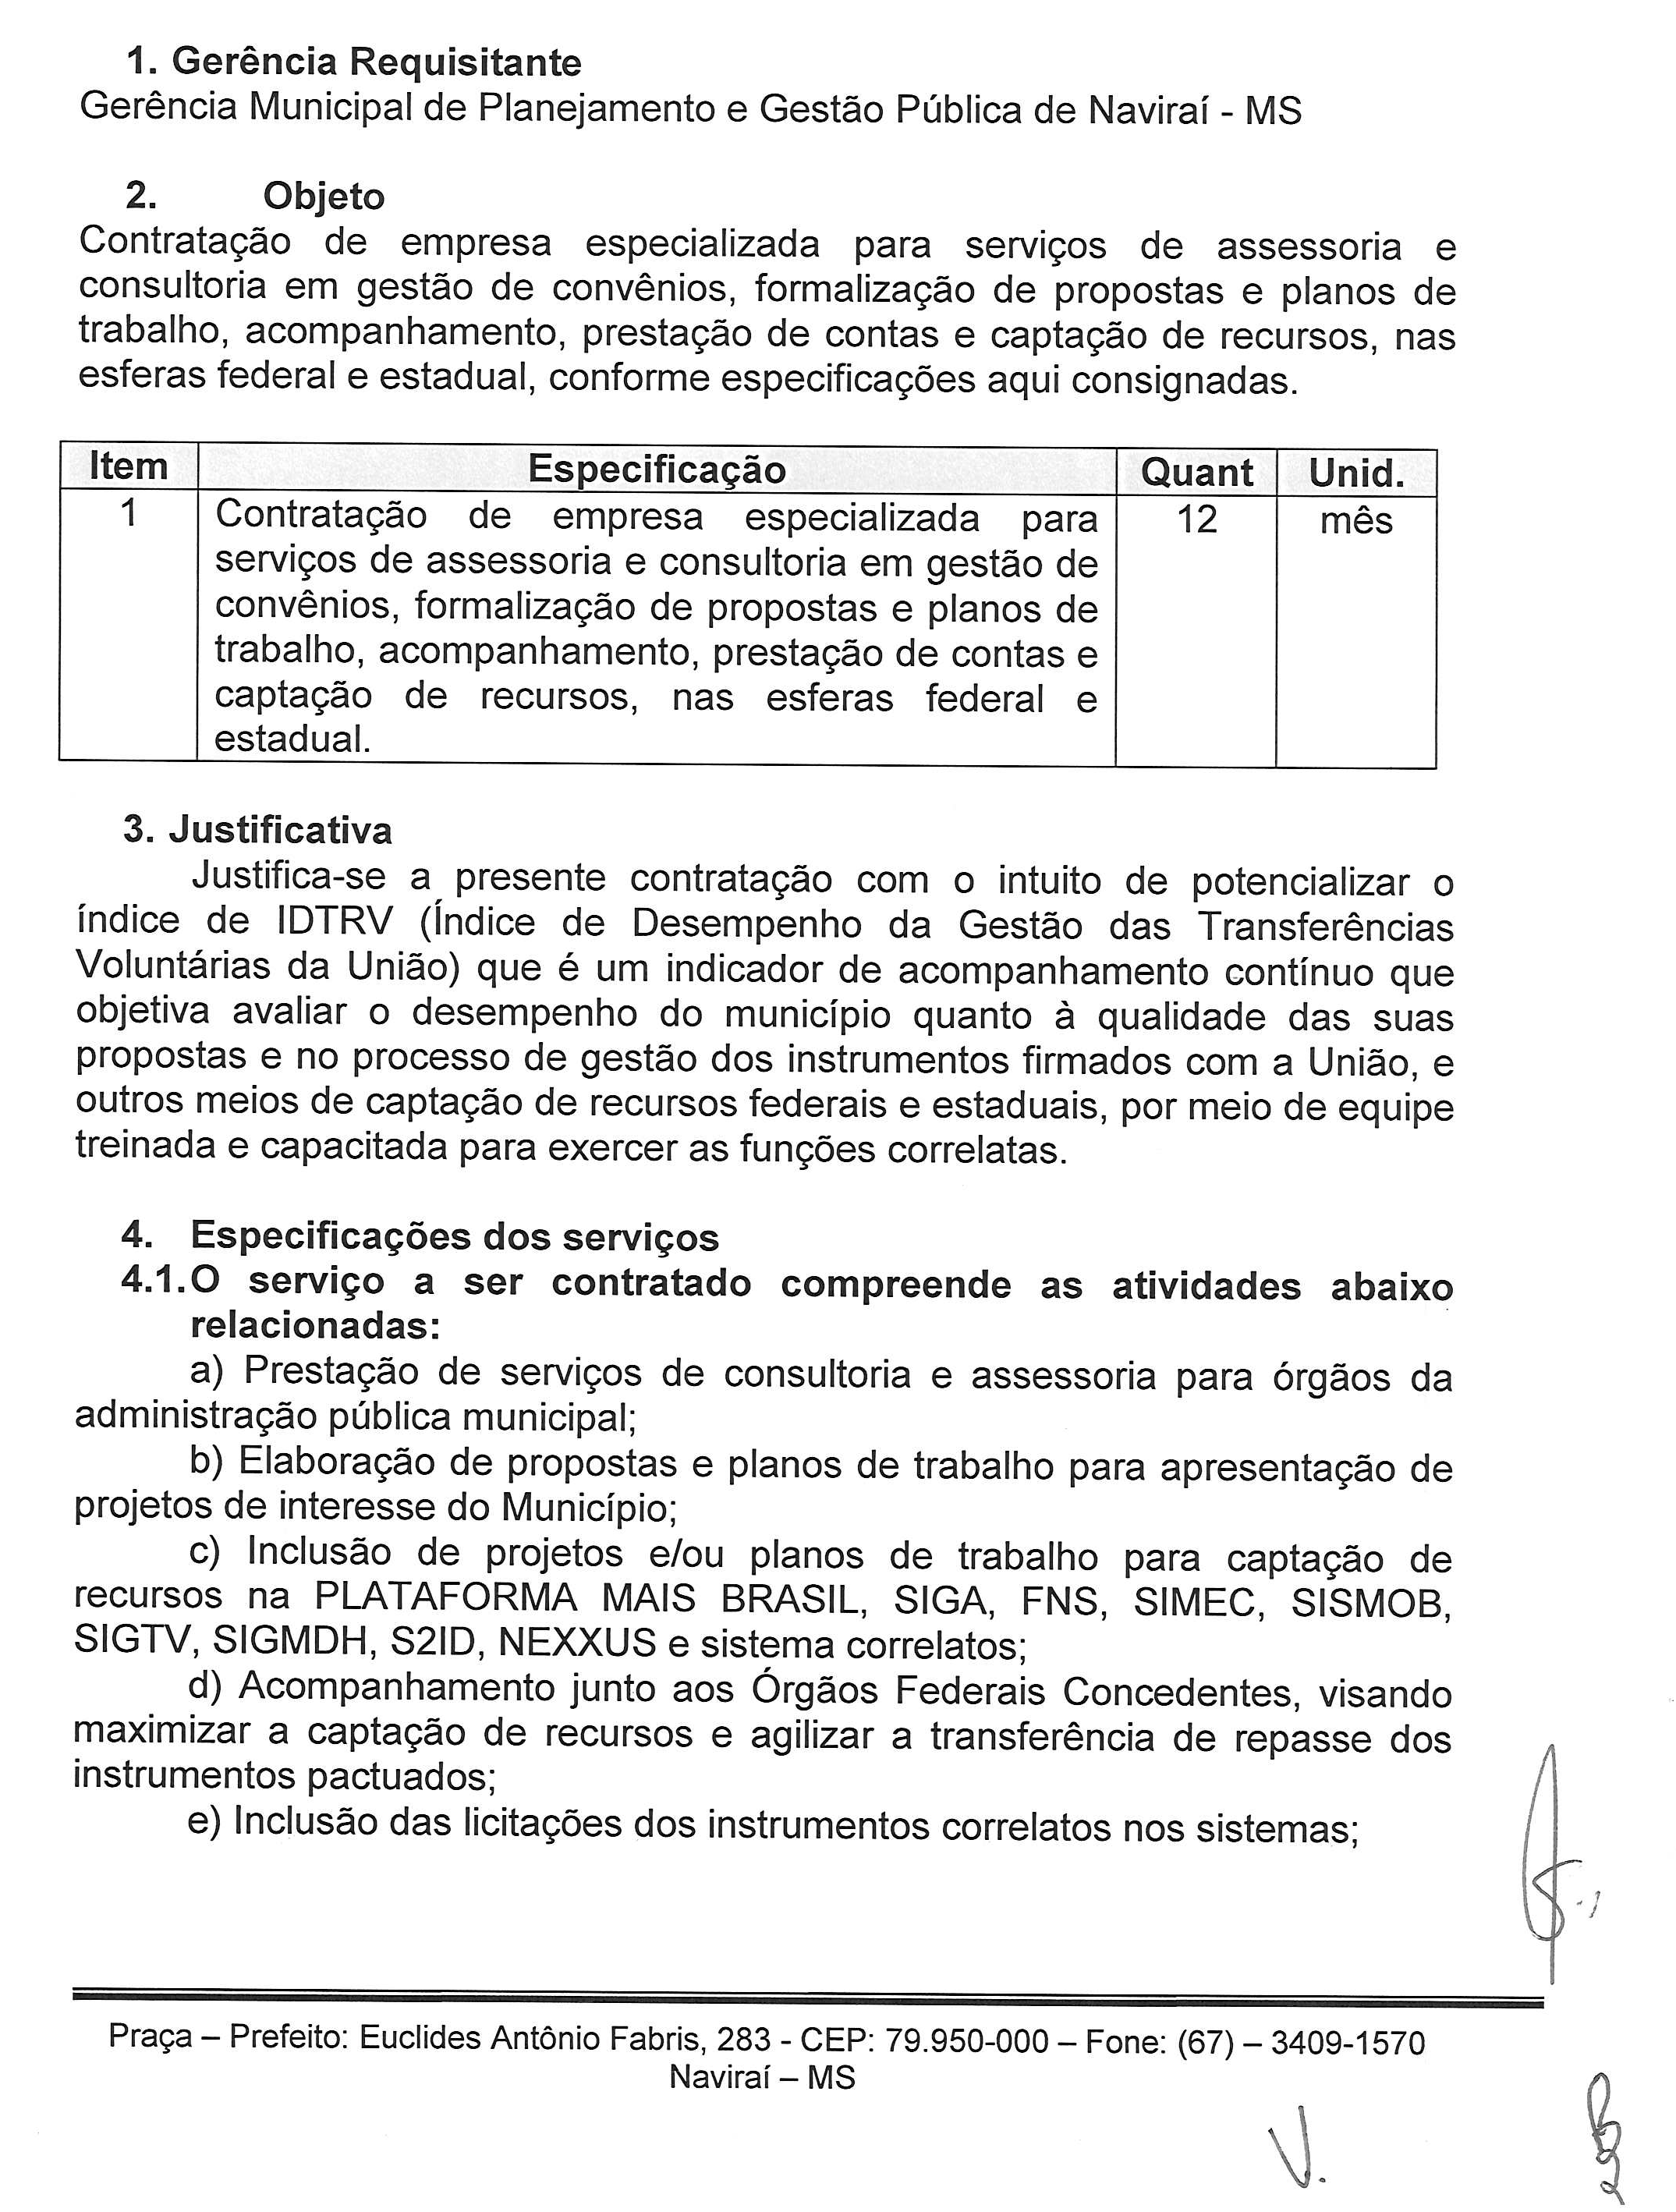 1. Gerência Requisitante
Gerência Municipal de Planejamento e Gestão Pública de Naviraí - MS
2. Objeto
Contratação de empresa especializada para serviços de assessoria e
consultoria em gestão de convênios, formalização de propostas e planos de
trabalho, acompanhamento, prestação de contas e captação de recursos, nas
esferas federal e estadual, conforme especificações aqui consignadas.
Item Especificação Quant Unid.
1 Contratação de empresa especializada para 12 mês
serviços de assessoria e consultoria em gestão de
convênios, formalização de propostas e planos de
trabalho, acompanhamento, prestação de contas e
captação de recursos, nas esferas federal e
estadual.
3. Justificativa
Justifica-se a presente contratação com o intuito de potencializar o
índice de IDTRV (Índice de Desempenho da Gestão das Transferências
Voluntárias da União) que é um indicador de acompanhamento contínuo que
objetiva avaliar o desempenho do município quanto à qualidade das suas
propostas e no processo de gestão dos instrumentos firmados com a União, e
outros meios de captação de recursos federais e estaduais, por meio de equipe
treinada e capacitada para exercer as funções correlatas.
4. Especificações dos serviços
4.1.O serviço a ser contratado compreende as atividades abaixo
relacionadas:
a) Prestação de serviços de consultoria e assessoria para órgãos da
administração pública municipal;
b) Elaboração de propostas e planos de trabalho para apresentação de
projetos de interesse do Município;
c) Inclusão de projetos e/ou planos de trabalho para captação de
recursos na PLATAFORMA MAIS BRASIL, SIGA, FNS, SIMEC, SISMOB,
SIGTV, SIGMDH, S2ID, NEXXUS e sistema correlatos;
d) Acompanhamento junto aos Órgãos Federais Concedentes, visando
maximizar a captação de recursos e agilizar a transferência de repasse dos
instrumentos pactuados;
e) Inclusão das licitações dos instrumentos correlatos nos sistemas;
Praça – Prefeito: Euclides Antônio Fabris, 283 - CEP: 79.950-000 – Fone: (67) – 3409-1570
Naviraí – MS